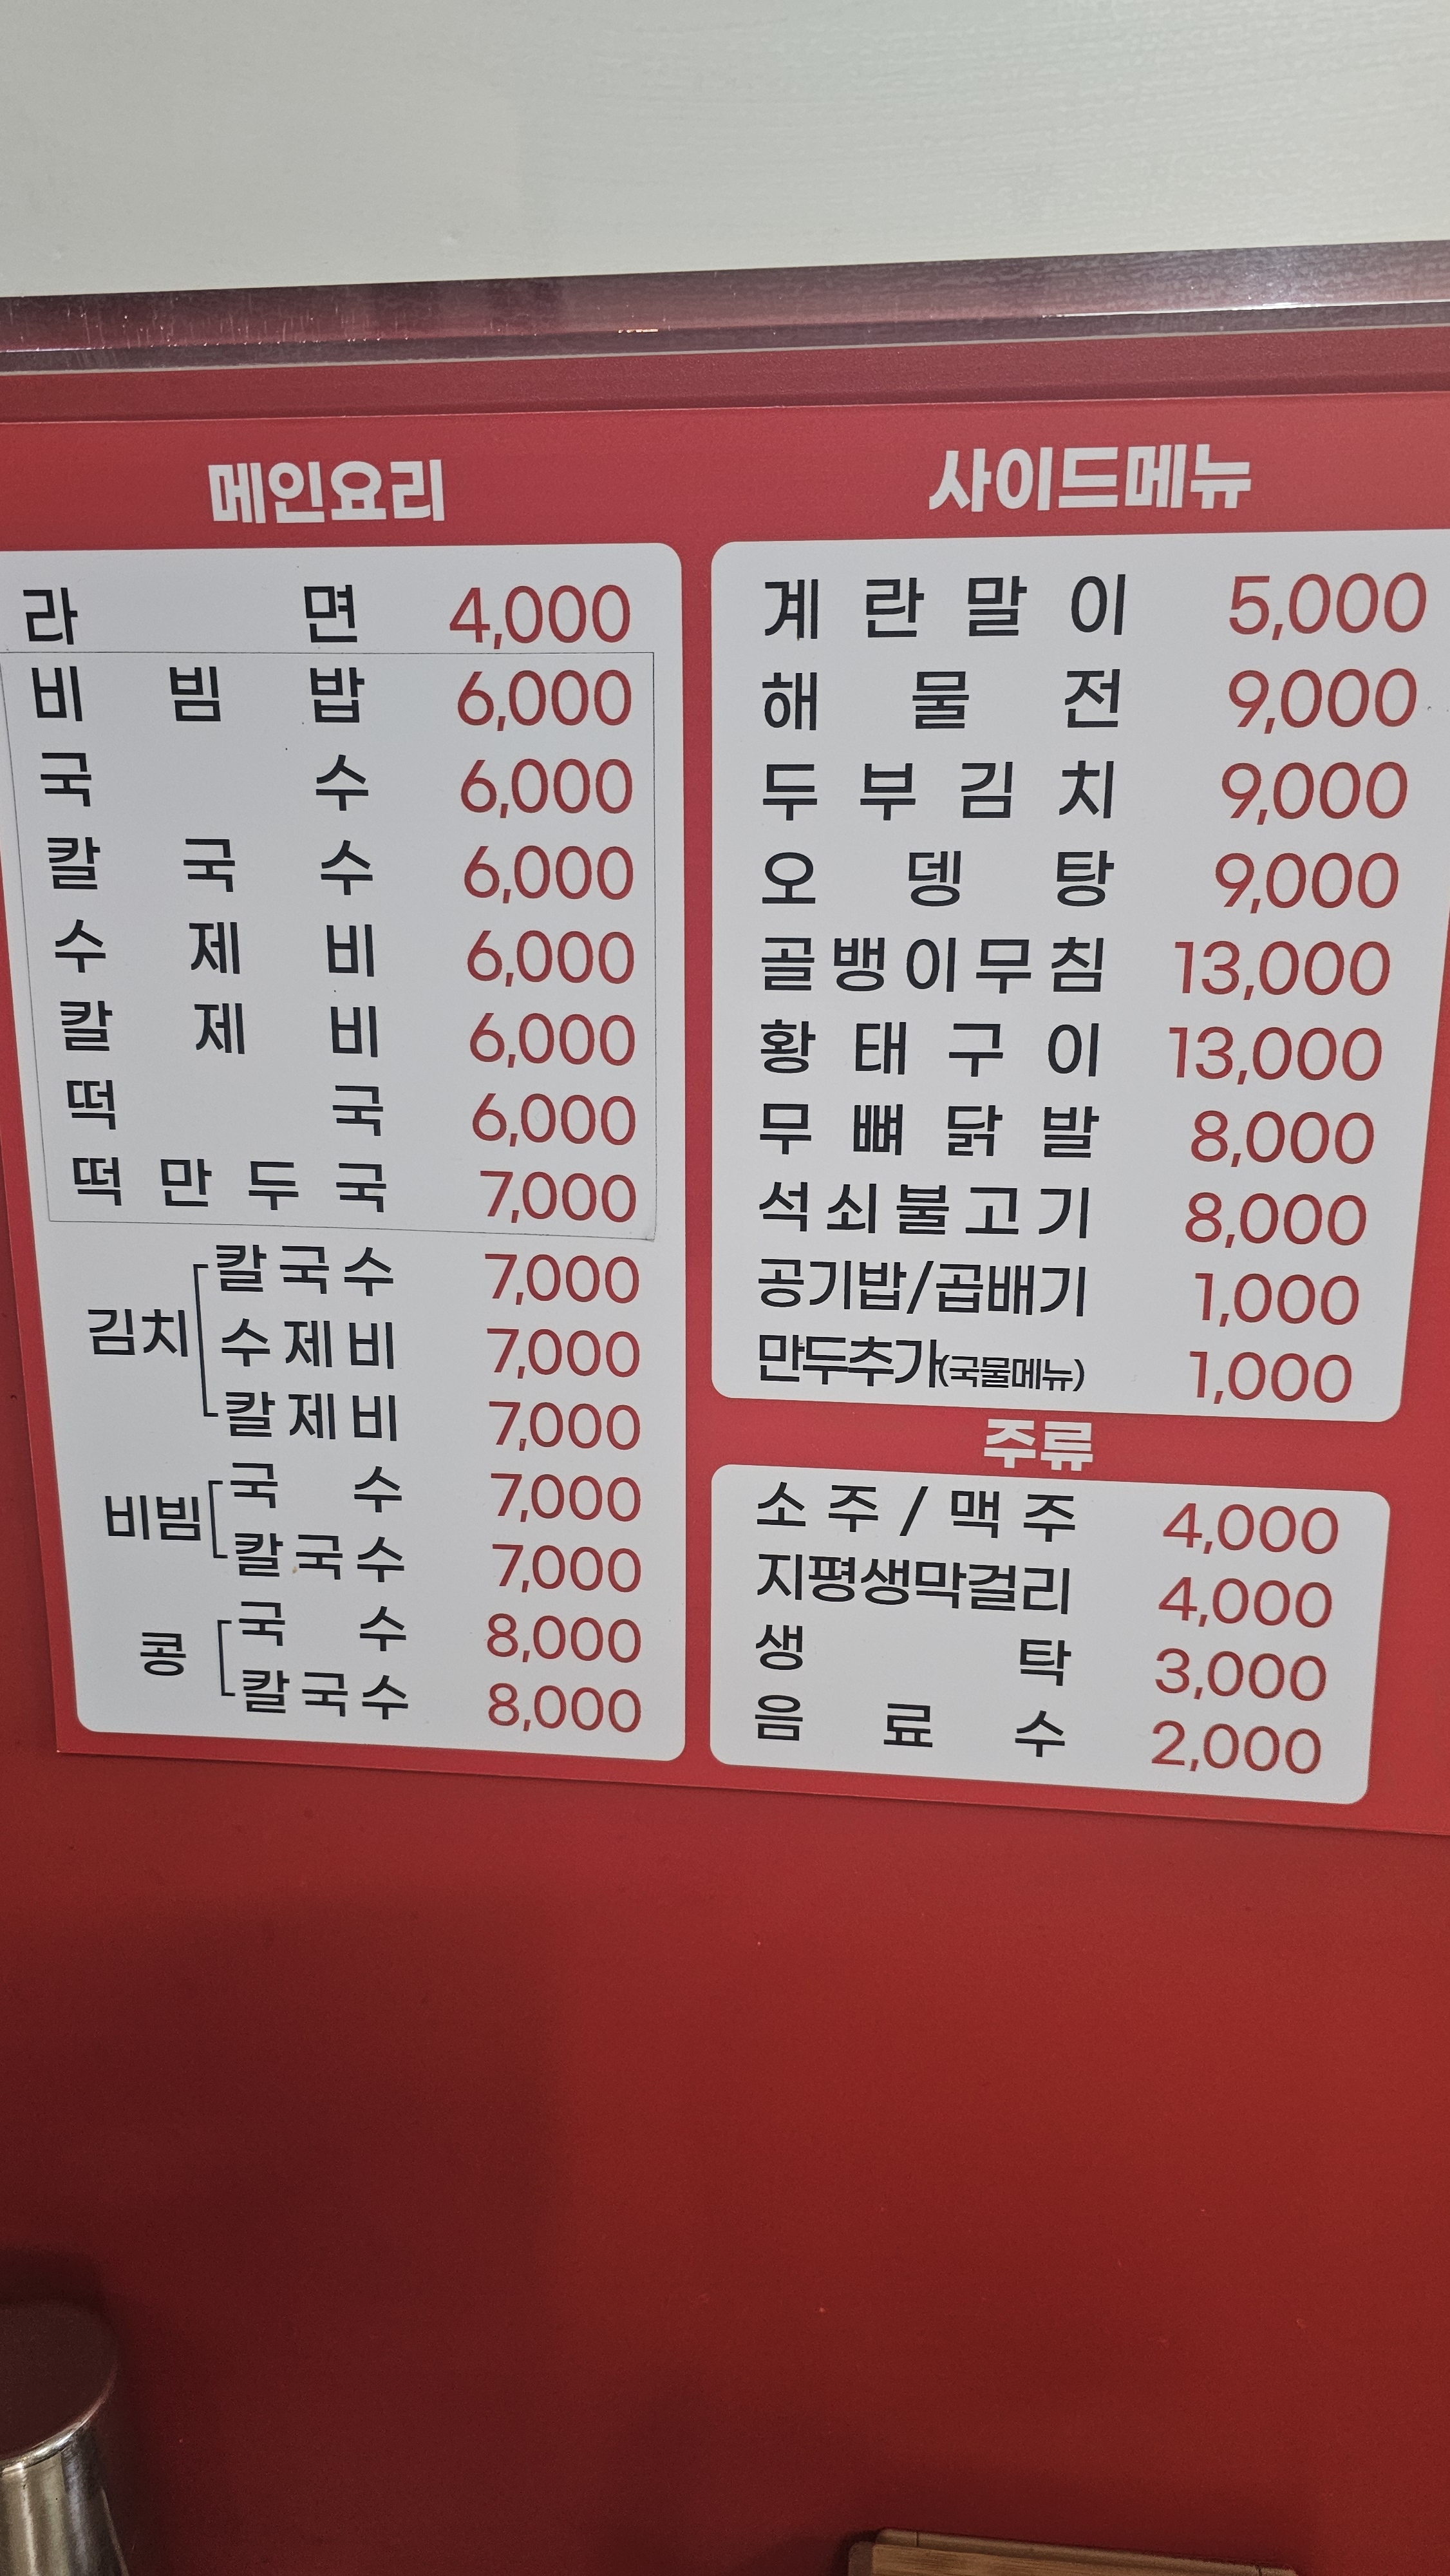 메인요리
라면 4,000
비빔밥 6,000
국수 6,000
칼국수 6,000
수제비 6,000
칼제비 6,000
떡국 6,000
떡만두국 7,000
김치
칼국수 7,000
수제비 7,000
칼제비 7,000
비빔
국수 7,000
칼국수 7,000
콩
국수 8,000
칼국수 8,000
사이드메뉴
계란말이 5,000
해물전 9,000
두부김치 9,000
오뎅탕 9,000
골뱅이무침 13,000
황태구이 13,000
무뼈닭발 8,000
석쇠불고기 8,000
공기밥/곱배기 1,000
만두추가(국물메뉴) 1,000
주류
소주/맥주 4,000
지평생막걸리 4,000
생탁 3,000
음료수 2,000